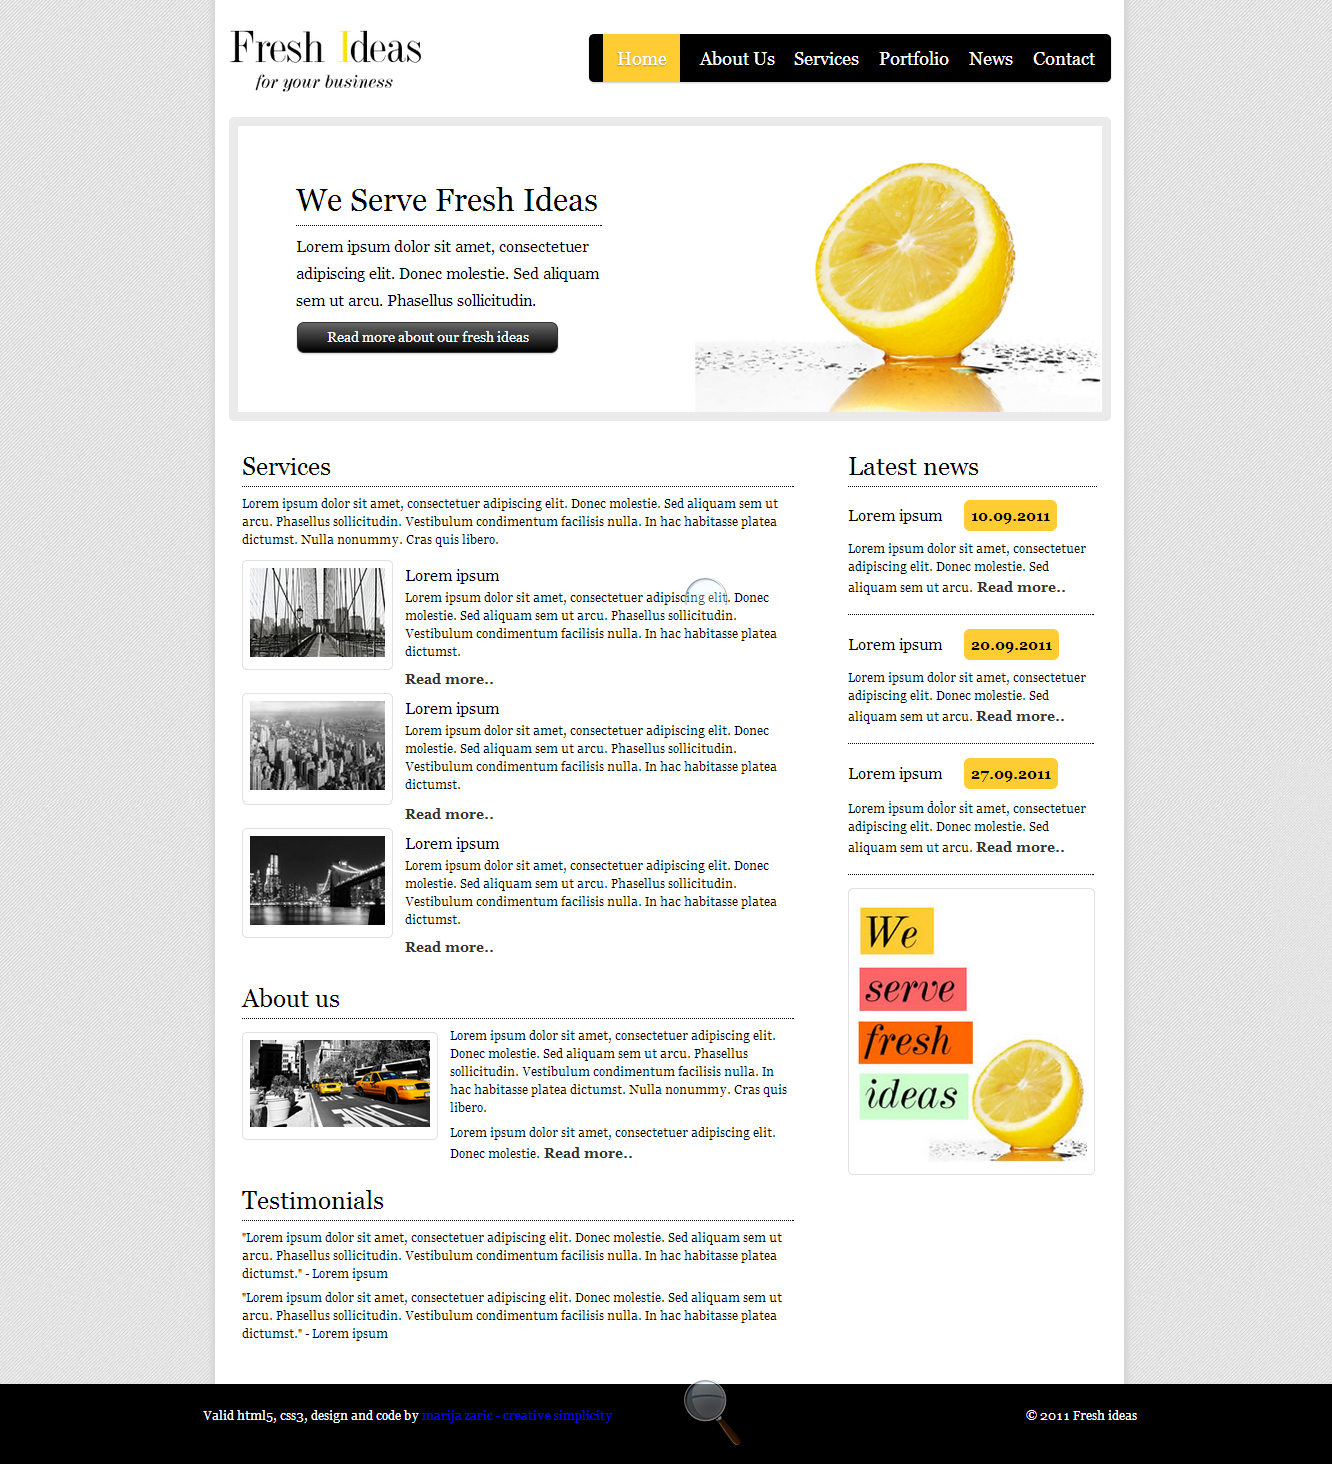 Fresh Ideas
for your business
Home About Us Services Portfolio News Contact
We Serve Fresh Ideas
Lorem ipsum dolor sit amet, consectetuer
adipiscing elit. Donec molestie. Sed aliquam
sem ut arcu. Phasellus sollicitudin.
Read more about our fresh ideas
Services
Lorem ipsum dolor sit amet, consectetuer adipiscing elit. Donec molestie. Sed aliquam sem ut
arcu. Phasellus sollicitudin. Vestibulum condimentum facilisis nulla. In hac habitasse platea
dictumst. Nulla nonummy. Cras quis libero.
Lorem ipsum
Lorem ipsum dolor sit amet, consectetuer adipiscing elit. Donec
molestie. Sed aliquam sem ut arcu. Phasellus sollicitudin.
Vestibulum condimentum facilisis nulla. In hac habitasse platea
dictumst.
Read more..
Lorem ipsum
Lorem ipsum dolor sit amet, consectetuer adipiscing elit. Donec
molestie. Sed aliquam sem ut arcu. Phasellus sollicitudin.
Vestibulum condimentum facilisis nulla. In hac habitasse platea
dictumst.
Read more..
Lorem ipsum
Lorem ipsum dolor sit amet, consectetuer adipiscing elit. Donec
molestie. Sed aliquam sem ut arcu. Phasellus sollicitudin.
Vestibulum condimentum facilisis nulla. In hac habitasse platea
dictumst.
Read more..
About us
LANE
Lorem ipsum dolor sit amet, consectetuer adipiscing elit.
Donec molestie. Sed aliquam sem ut arcu. Phasellus
sollicitudin. Vestibulum condimentum facilisis nulla. In
hac habitasse platea dictumst. Nulla nonummy. Cras quis
libero.
Lorem ipsum dolor sit amet, consectetuer adipiscing elit.
Donec molestie. Read more..
Testimonials
"Lorem ipsum dolor sit amet, consectetuer adipiscing elit. Donec molestie. Sed aliquam sem ut
arcu. Phasellus sollicitudin. Vestibulum condimentum facilisis nulla. In hac habitasse platea
dictumst." - Lorem ipsum
"Lorem ipsum dolor sit amet, consectetuer adipiscing elit. Donec molestie. Sed aliquam sem ut
arcu. Phasellus sollicitudin. Vestibulum condimentum facilisis nulla. In hac habitasse platea
dictumst." - Lorem ipsum
Latest news
Lorem ipsum 10.09.2011
Lorem ipsum dolor sit amet, consectetuer
adipiscing elit. Donec molestie. Sed
aliquam sem ut arcu. Read more..
Lorem ipsum 20.09.2011
Lorem ipsum dolor sit amet, consectetuer
adipiscing elit. Donec molestie. Sed
aliquam sem ut arcu. Read more..
Lorem ipsum 27.09.2011
Lorem ipsum dolor sit amet, consectetuer
adipiscing elit. Donec molestie. Sed
aliquam sem ut arcu. Read more..
We
serve
fresh
ideas
Valid html5, css3, design and code by marija zaric - creative simplicity
© 2011 Fresh ideas